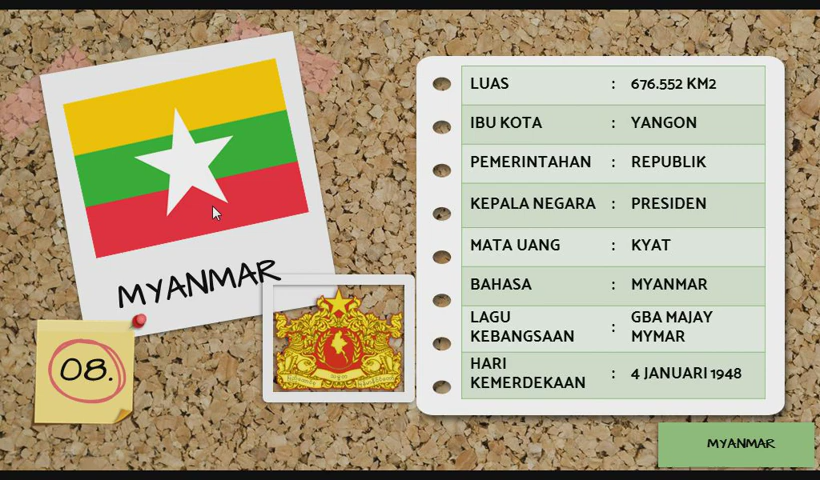 MYANMAR
08.
LUAS : 676.552 KM2
IBU KOTA : YANGON
PEMERINTAHAN : REPUBLIK
KEPALA NEGARA : PRESIDEN
MATA UANG : KYAT
BAHASA : MYANMAR
LAGU KEBANGSAAN : GBA MAJAY MYMAR
HARI KEMERDEKAAN : 4 JANUARI 1948
MYANMAR